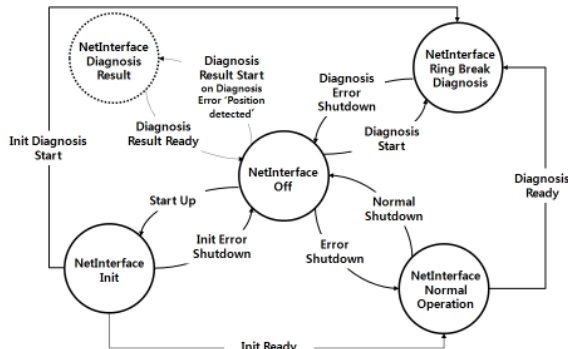 NetInterface
Diagnosis
Result
Diagnosis
Result Start
on Diagnosis
Error ‘Position
detected’
NetInterface
Ring Break
Diagnosis
Diagnosis
Error
Shutdown
Init Diagnosis
Start
Diagnosis
Result Ready
Diagnosis
Start
NetInterface
Off
Diagnosis
Ready
Start Up
Normal
Shutdown
Init Error
Shutdown
Error
Shutdown
NetInterface
Init
NetInterface
Normal
Operation
Init Ready